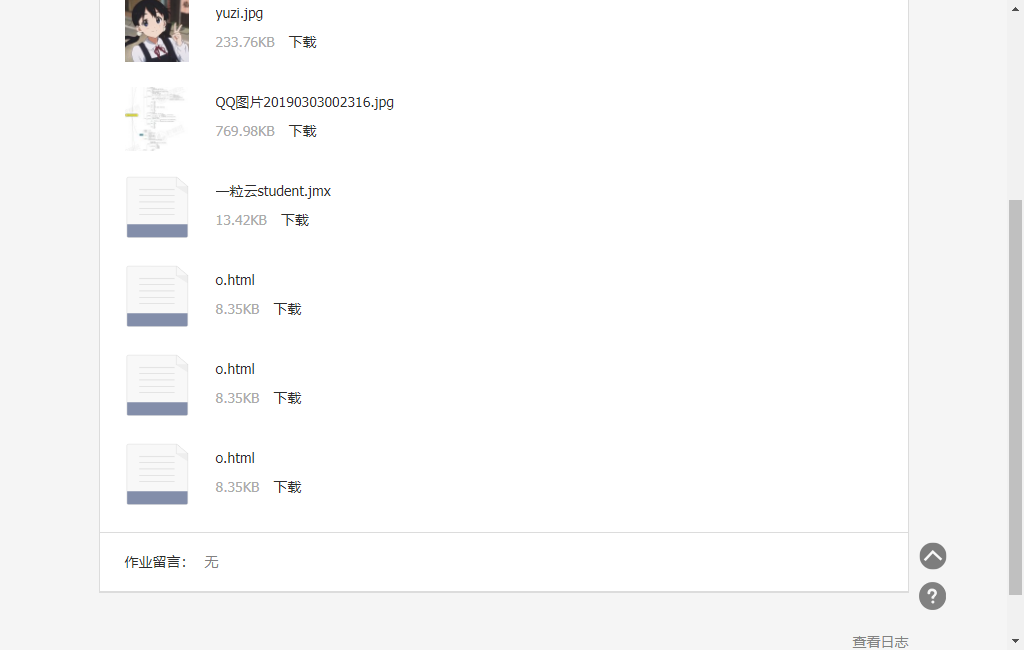 yuzi.jpg
233.76KB 下载
QQ图片20190303002316.jpg
769.98KB 下载
一粒云student.jmx
13.42KB 下载
o.html
8.35KB 下载
o.html
8.35KB 下载
o.html
8.35KB 下载
作业留言： 无
?
查看日志